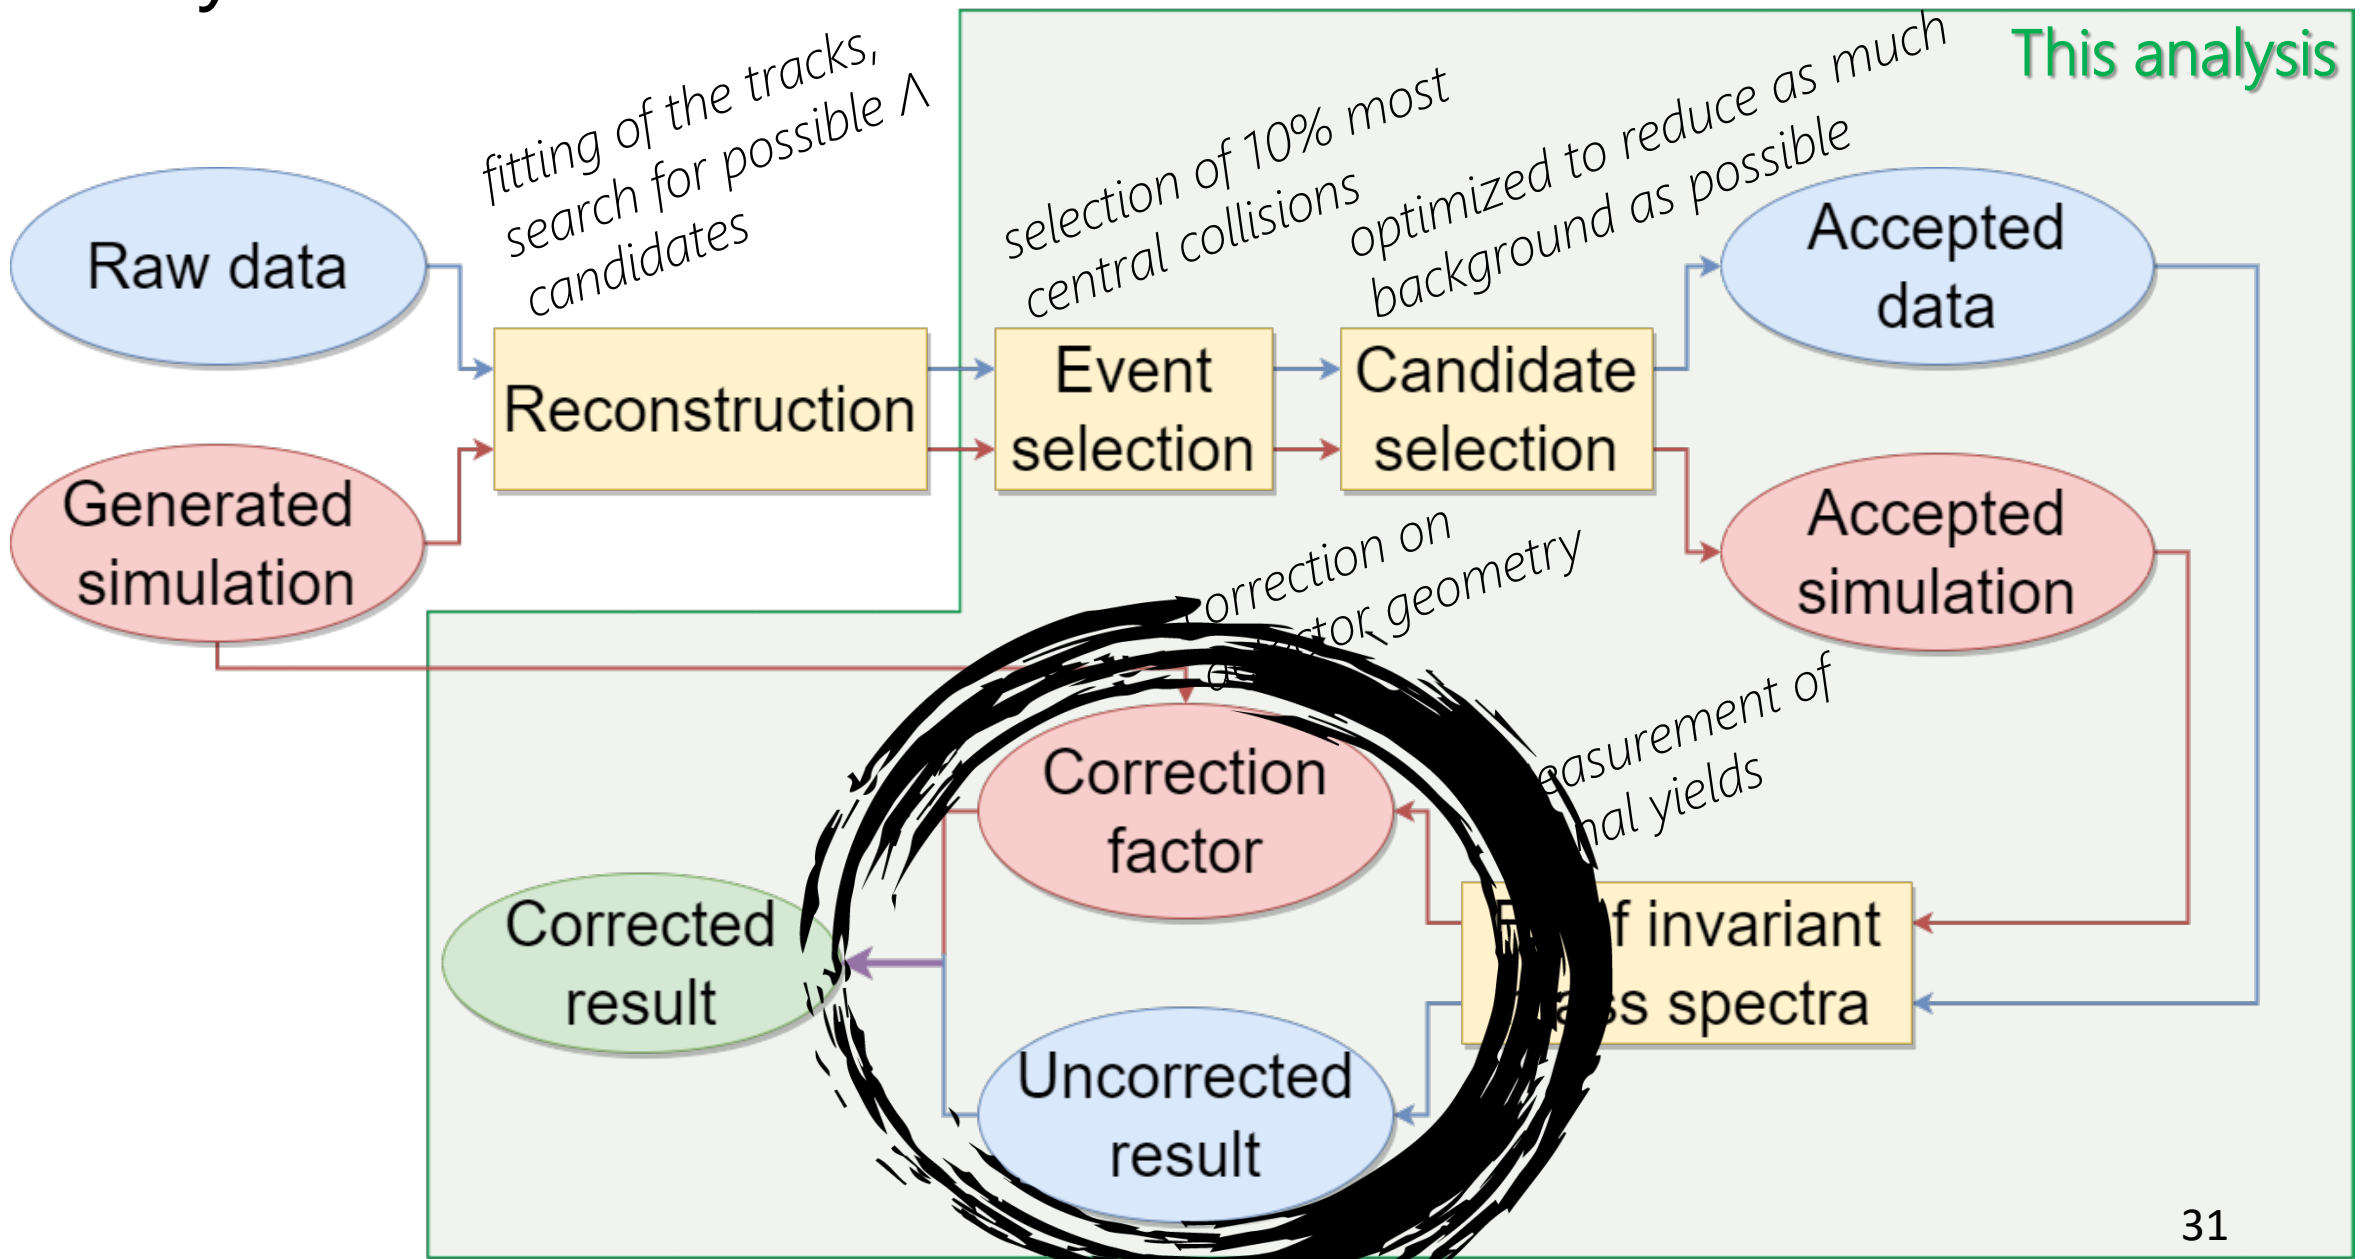 This analysis
fitting of the tracks,
search for possible Λ
candidates
selection of 10% most
central collisions
optimized to reduce as much
background as possible
Raw data
Reconstruction
Event
selection
Candidate
selection
Accepted
data
Generated
simulation
Accepted
simulation
orrection on
geometry
easurement of
yields
Correction
factor
invariant
spectra
Corrected
result
Uncorrected
result
31